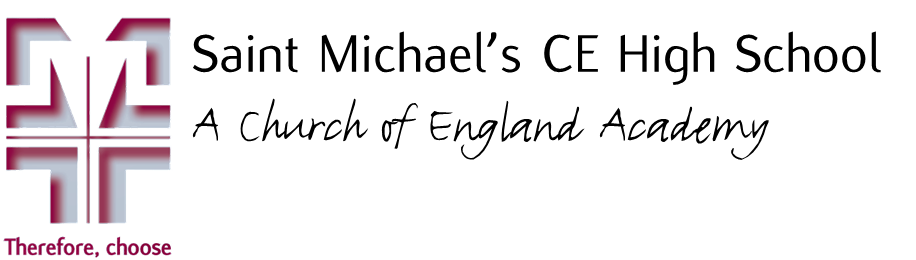 Saint Michael’s CE High School
A Church of England Academy
Therefore, choose